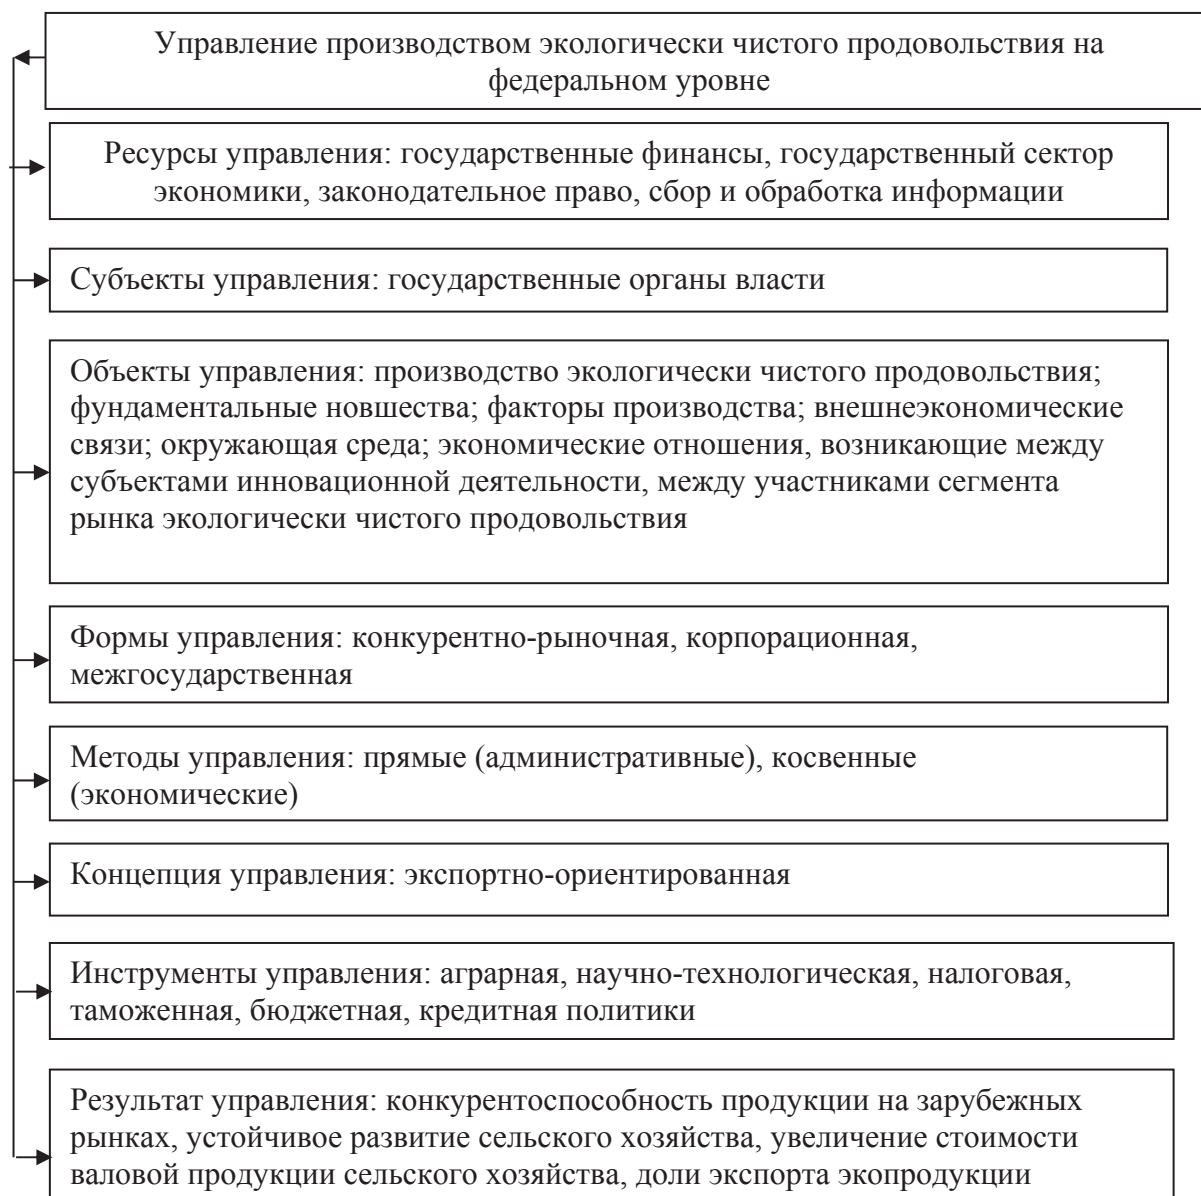 Управление производством экологически чистого продовольствия на
федеральном уровне
Ресурсы управления: государственные финансы, государственный сектор
экономики, законодательное право, сбор и обработка информации
Субъекты управления: государственные органы власти
Объекты управления: производство экологически чистого продовольствия;
фундаментальные новшества; факторы производства; внешнеэкономические
связи; окружающая среда; экономические отношения, возникающие между
субъектами инновационной деятельности, между участниками сегмента
рынка экологически чистого продовольствия
Формы управления: конкурентно-рыночная, корпорационная,
межгосударственная
Методы управления: прямые (административные), косвенные
(экономические)
Концепция управления: экспортно-ориентированная
Инструменты управления: аграрная, научно-технологическая, налоговая,
таможенная, бюджетная, кредитная политики
Результат управления: конкурентоспособность продукции на зарубежных
рынках, устойчивое развитие сельского хозяйства, увеличение стоимости
валовой продукции сельского хозяйства, доли экспорта экопродукции